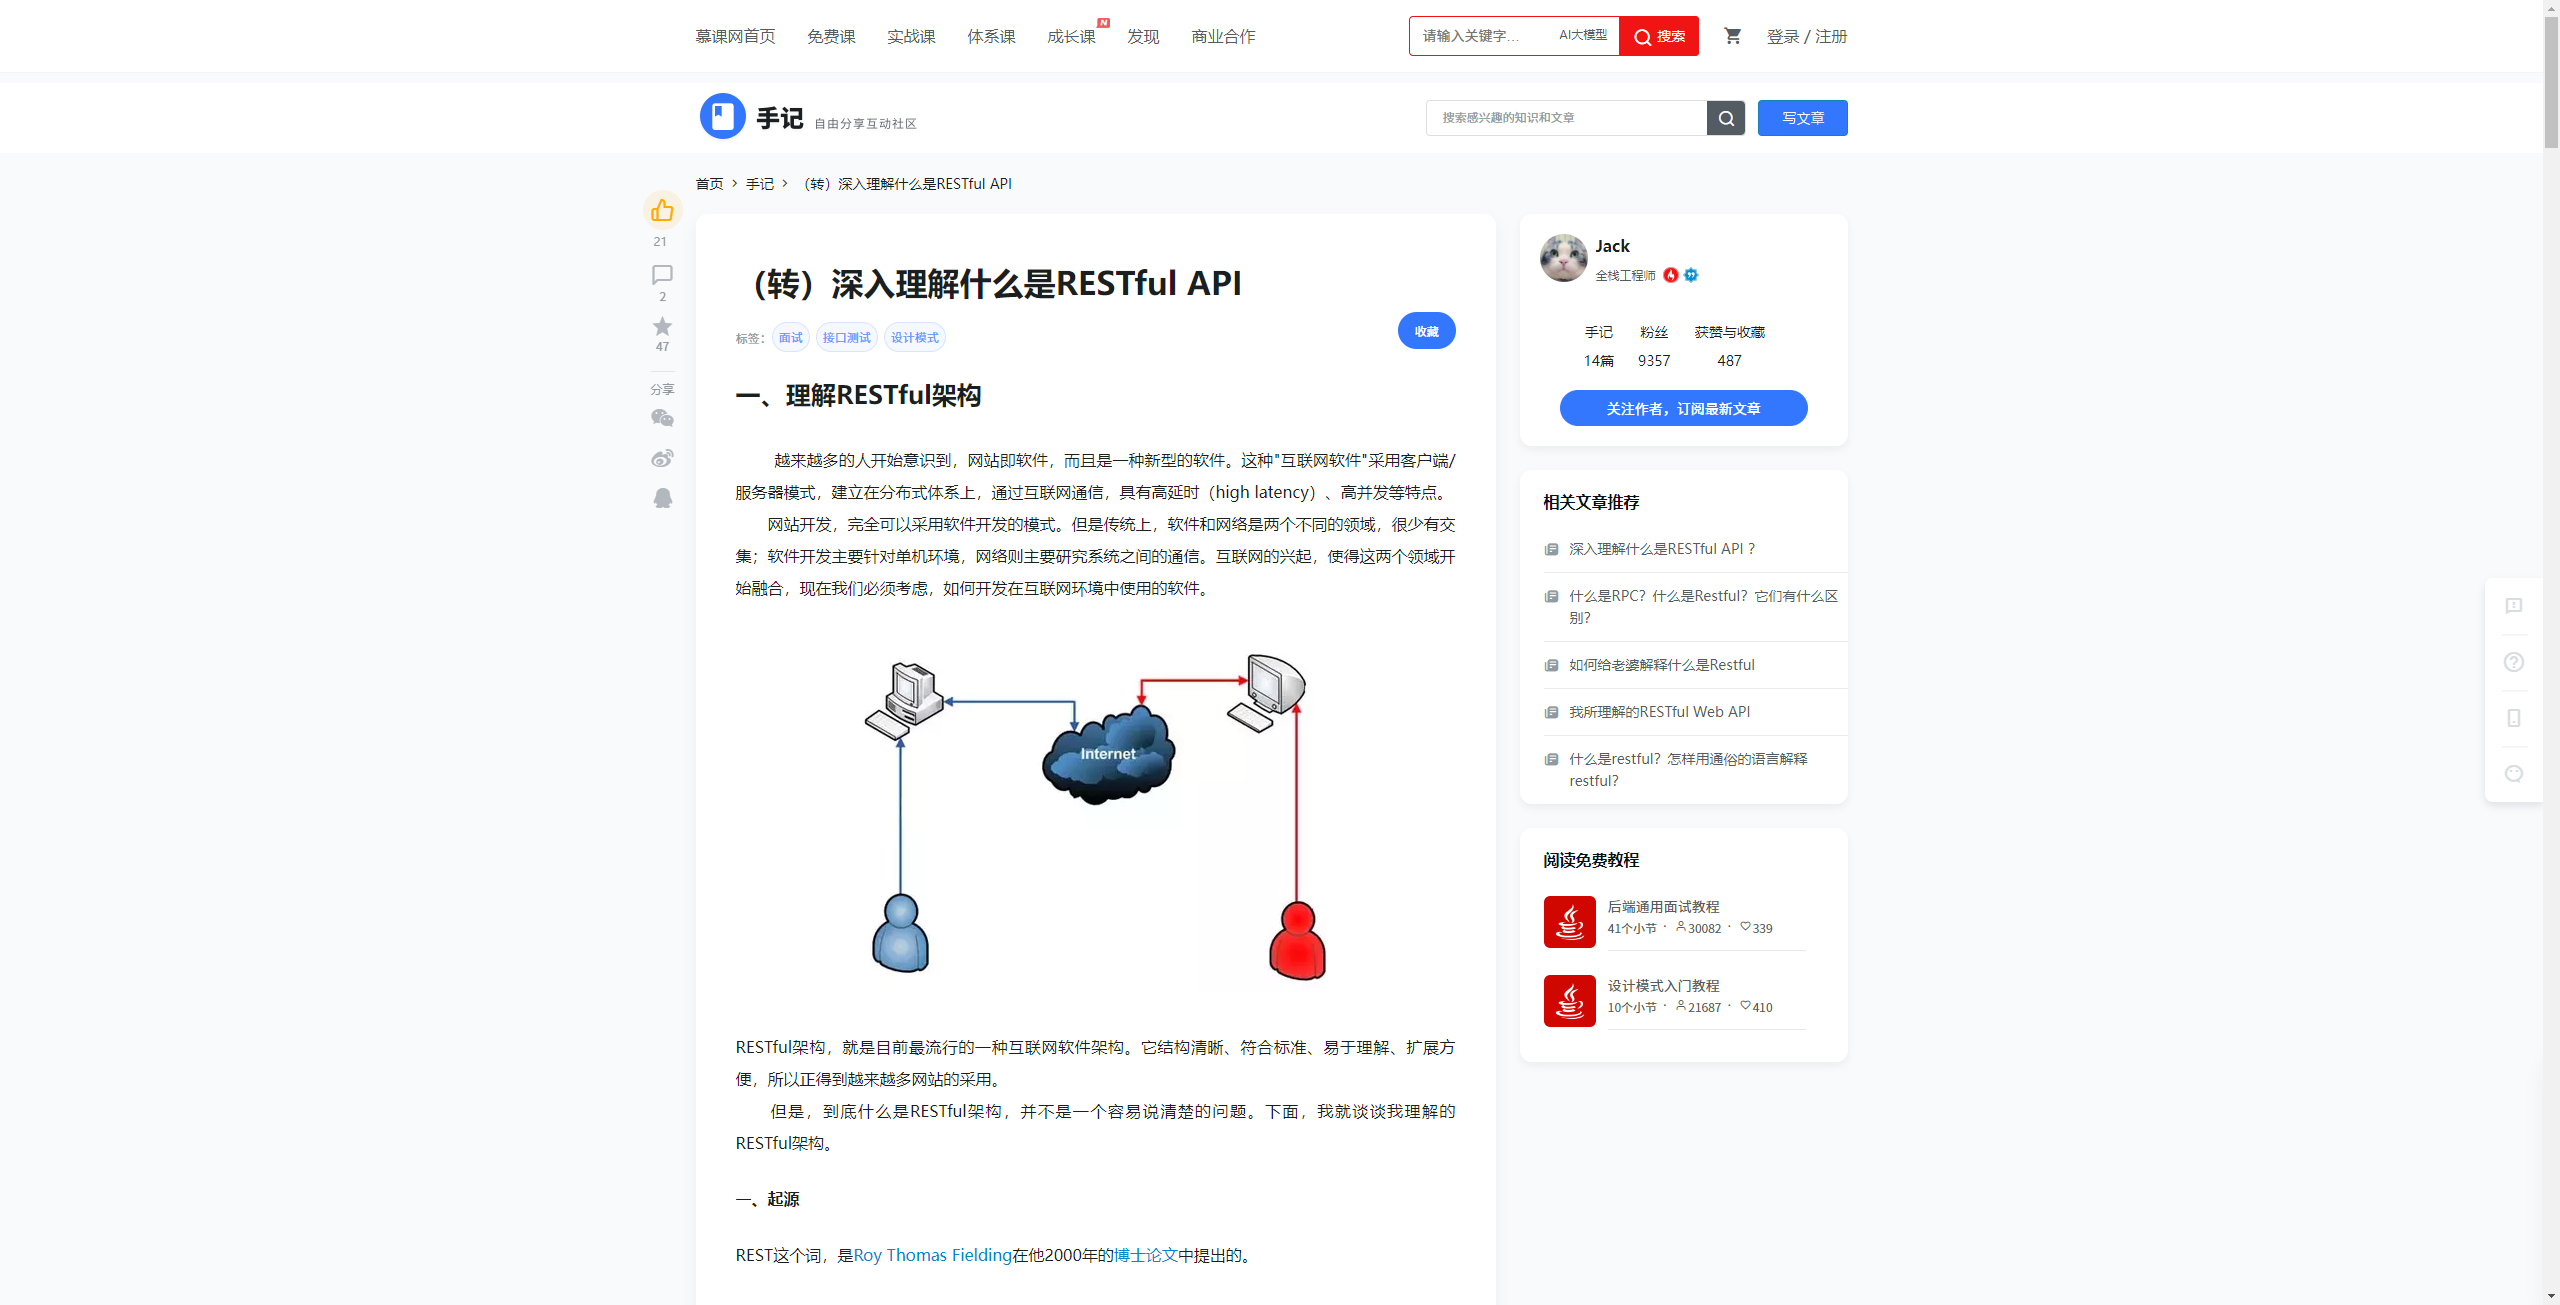 慕课网首页 免费课 实战课 体系课 成长课 N 发现 商业合作 请输入关键字... AI大模型 搜索 登录 / 注册
手记 自由分享互动社区 搜索感兴趣的知识和文章 写文章
首页 > 手记 > （转）深入理解什么是RESTful API
21
2
47
分享
（转）深入理解什么是RESTful API
标签： 面试 接口测试 设计模式 收藏
一、理解RESTful架构
越来越多的人开始意识到，网站即软件，而且是一种新型的软件。这种"互联网软件"采用客户端/
服务器模式，建立在分布式体系上，通过互联网通信，具有高延时（high latency）、高并发等特点。
网站开发，完全可以采用软件开发的模式。但是传统上，软件和网络是两个不同的领域，很少有交
集；软件开发主要针对单机环境，网络则主要研究系统之间的通信。互联网的兴起，使得这两个领域开
始融合，现在我们必须考虑，如何开发在互联网环境中使用的软件。
Internet
RESTful架构，就是目前最流行的一种互联网软件架构。它结构清晰、符合标准、易于理解、扩展方
便，所以正得到越来越多网站的采用。
但是，到底什么是RESTful架构，并不是一个容易说清楚的问题。下面，我就谈谈我理解的
RESTful架构。
一、起源
REST这个词，是Roy Thomas Fielding在他2000年的博士论文中提出的。
Jack
全栈工程师
手记 粉丝 获赞与收藏
14篇 9357 487
关注作者，订阅最新文章
相关文章推荐
深入理解什么是RESTful API ？
什么是RPC？什么是Restful？它们有什么区
别？
如何给老婆解释什么是Restful
我所理解的RESTful Web API
什么是restful？怎样用通俗的语言解释
restful？
阅读免费教程
后端通用面试教程
41个小节 · 30082 · 339
设计模式入门教程
10个小节 · 21687 · 410